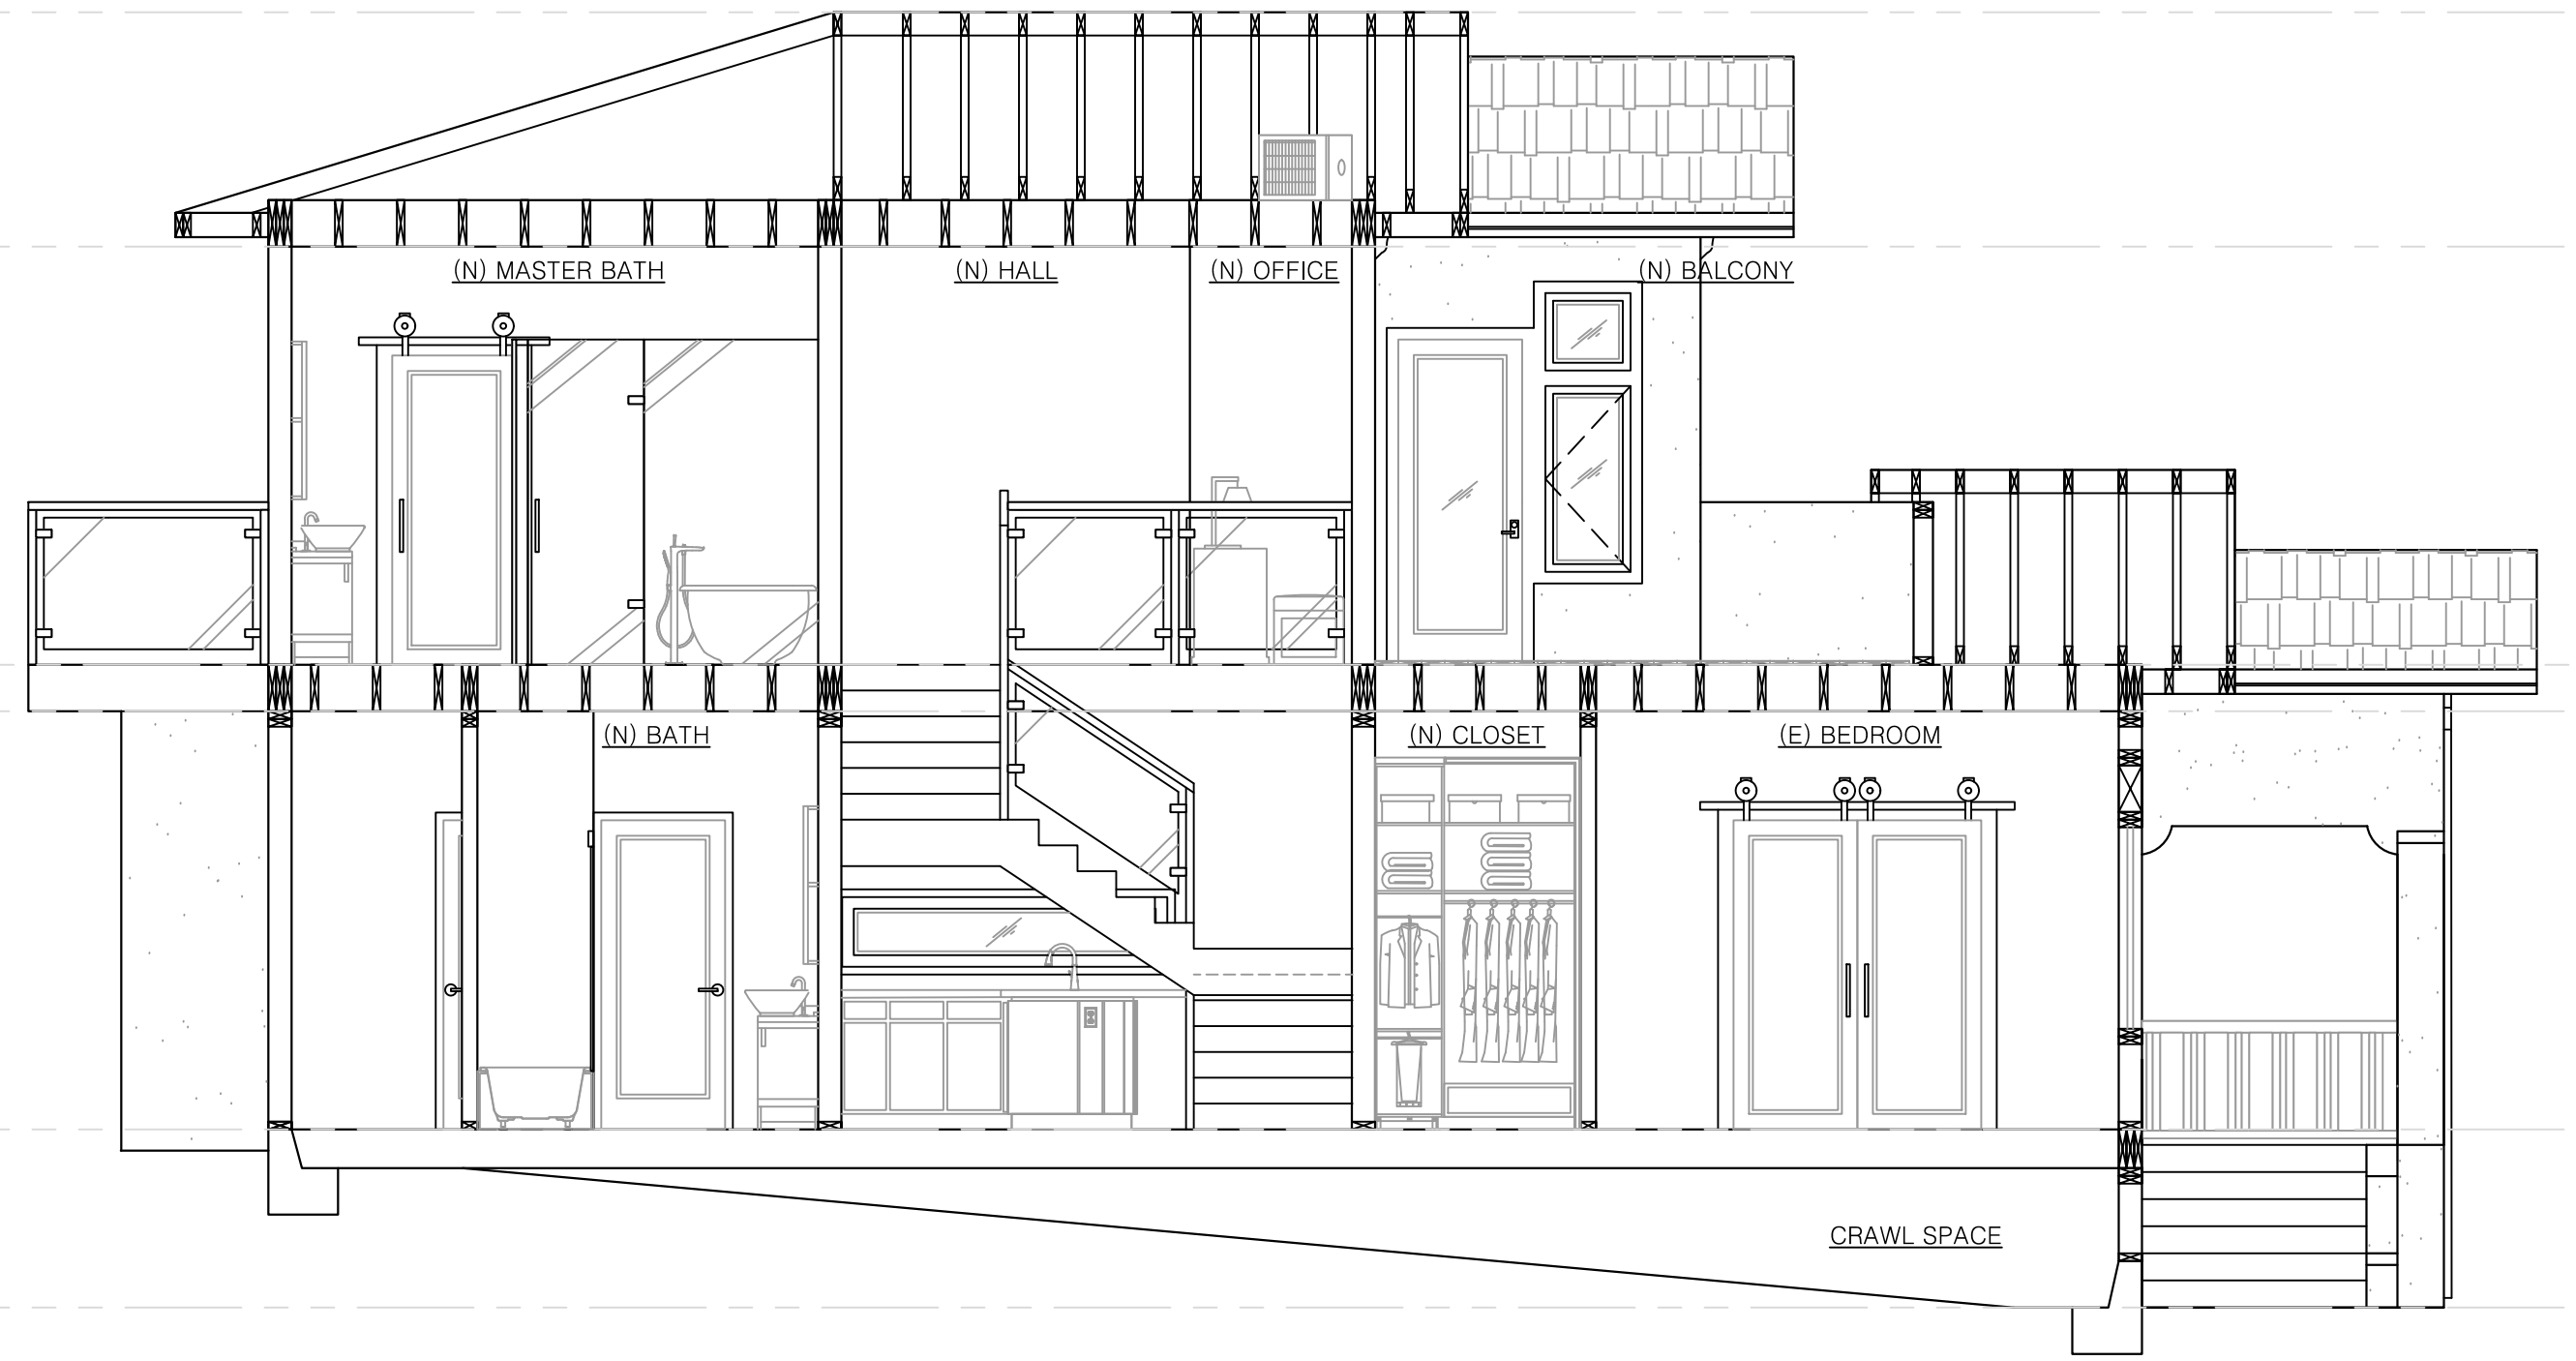 (N) MASTER BATH
(N) HALL
(N) OFFICE
(N) BALCONY
(N) BATH
(N) CLOSET
(E) BEDROOM
CRAWL SPACE